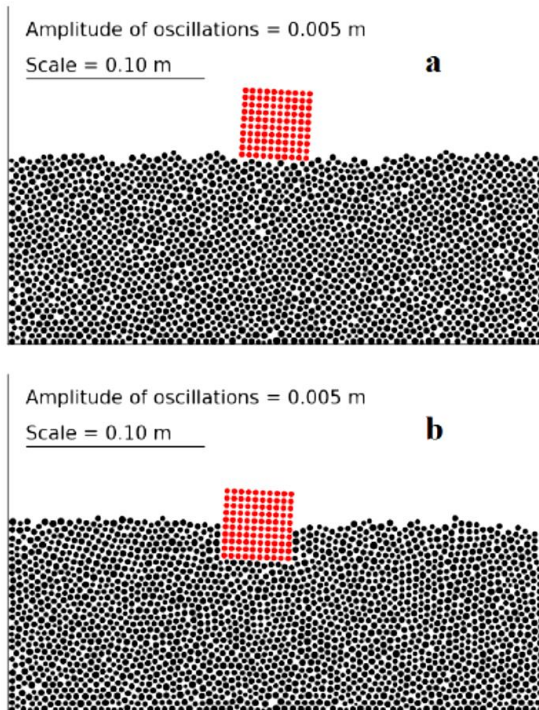 Amplitude of oscillations = 0.005 m
Scale = 0.10 m
a
Amplitude of oscillations = 0.005 m
Scale = 0.10 m
b